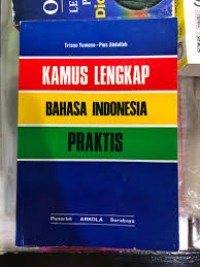 Trisno Yuwono - Pius Abdullah
KAMUS LENGKAP
BAHASA INDONESIA
PRAKTIS
Penerbit ARKOLA Surabaya